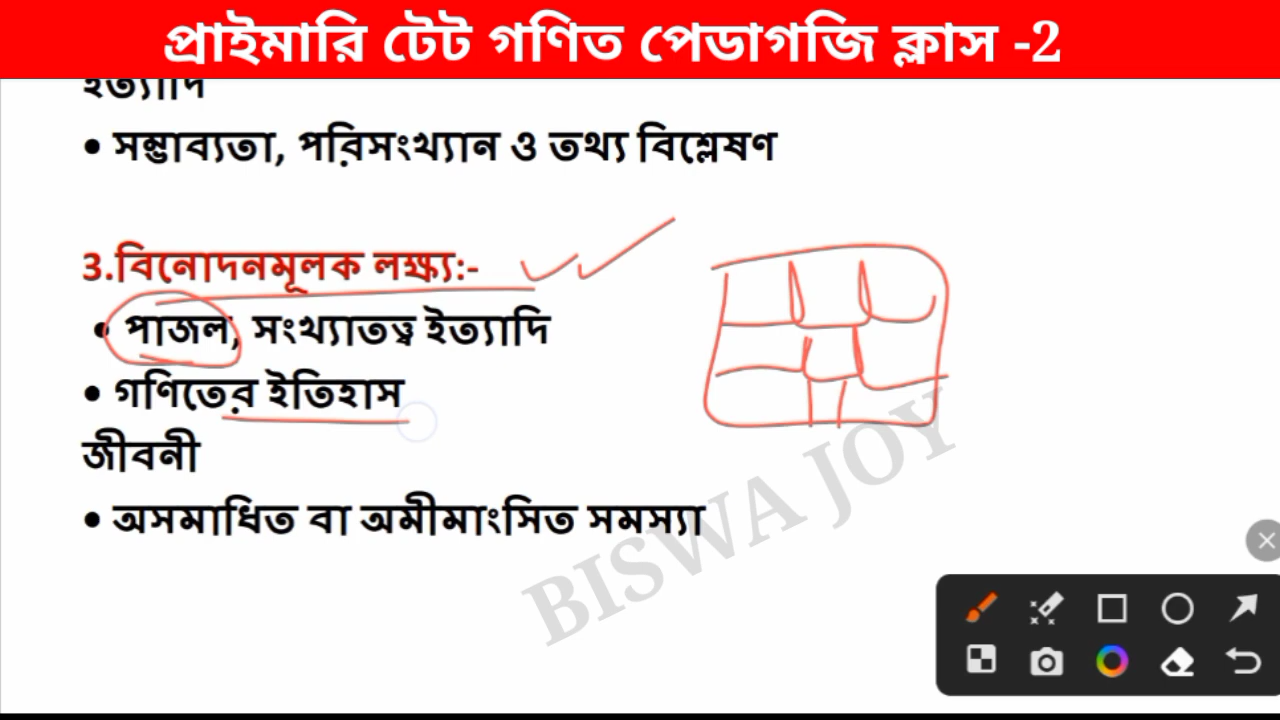 প্রাইমারি টেট গণিত পেডাগজি ক্লাস -2
ইত্যাদি
• সম্ভাব্যতা, পরিসংখ্যান ও তথ্য বিশ্লেষণ
3.বিনোদনমূলক লক্ষ্য:-
• পাজল, সংখ্যাতত্ত্ব ইত্যাদি
• গণিতের ইতিহাস
জীবনী
• অসমাধিত বা অমীমাংসিত সমস্যা
BISWA JOY